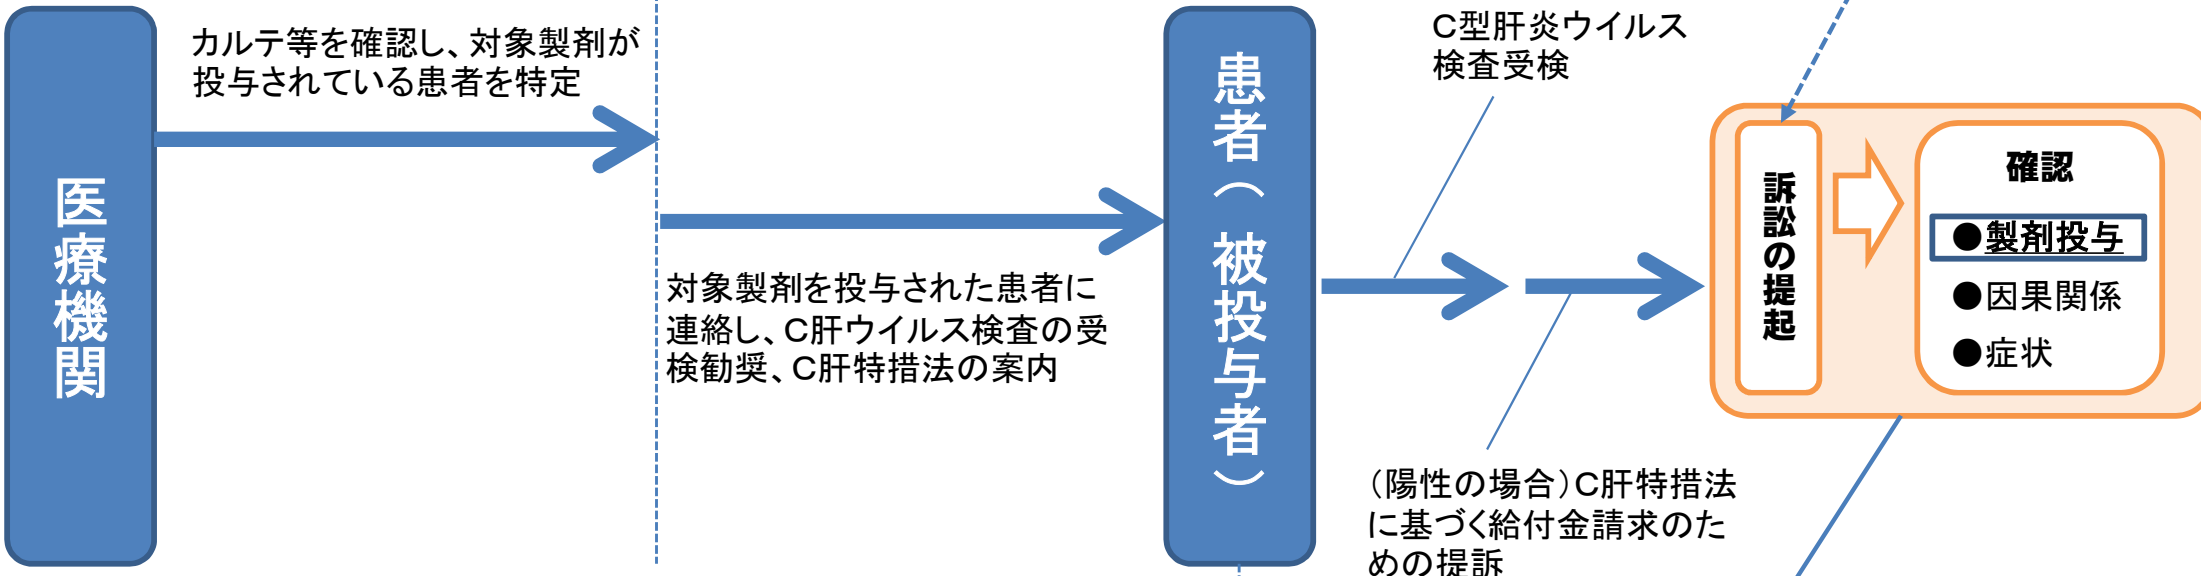 医療機関
カルテ等を確認し、対象製剤が
投与されている患者を特定
対象製剤を投与された患者に
連絡し、C肝ウイルス検査の受
検勧奨、C肝特措法の案内
患者(被投与者)
C型肝炎ウイルス
検査受検
(陽性の場合)C肝特措法
に基づく給付金請求のた
めの提訴
訴訟の提起
確認
●製剤投与
●因果関係
●症状